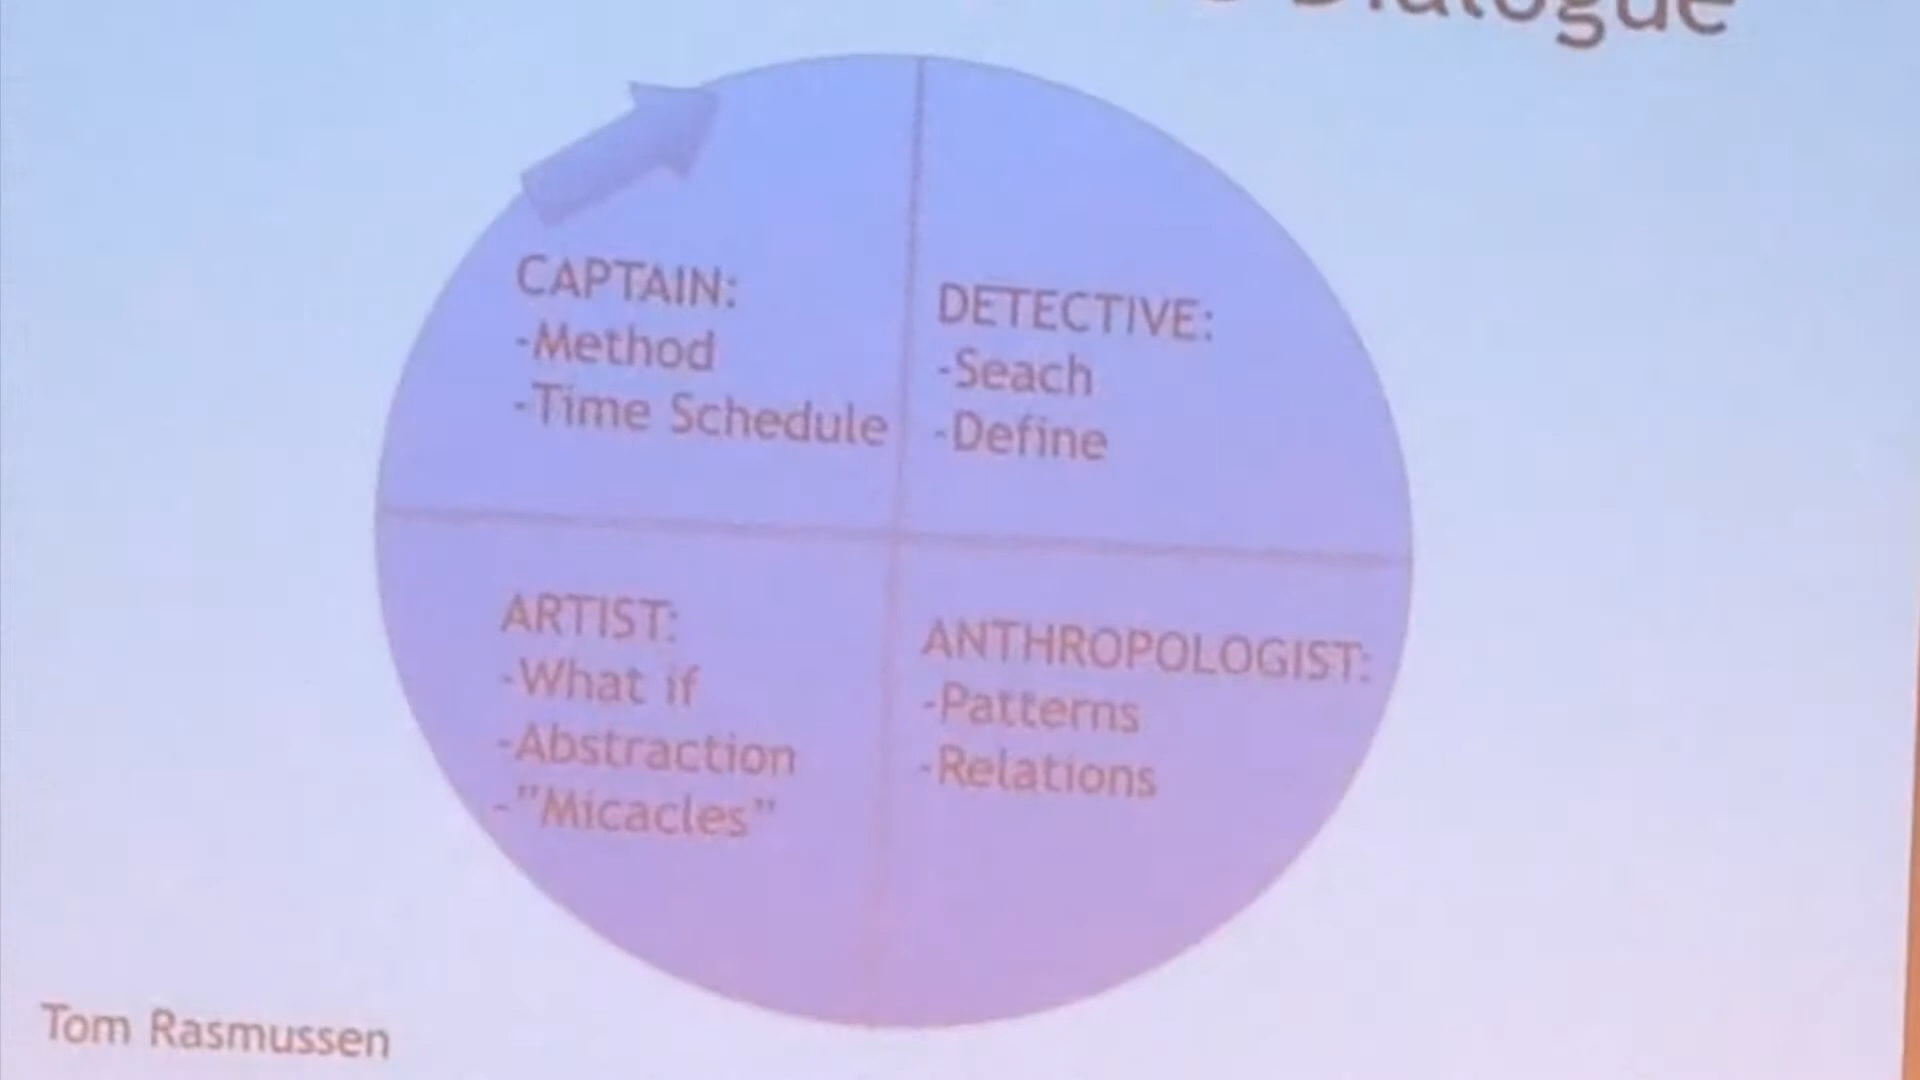 Dialogue
CAPTAIN:
-Method
-Time Schedule
DETECTIVE:
-Seach
-Define
ARTIST:
-What if
-Abstraction
-"Micacles"
ANTHROPOLOGIST:
-Patterns
-Relations
Tom Rasmussen